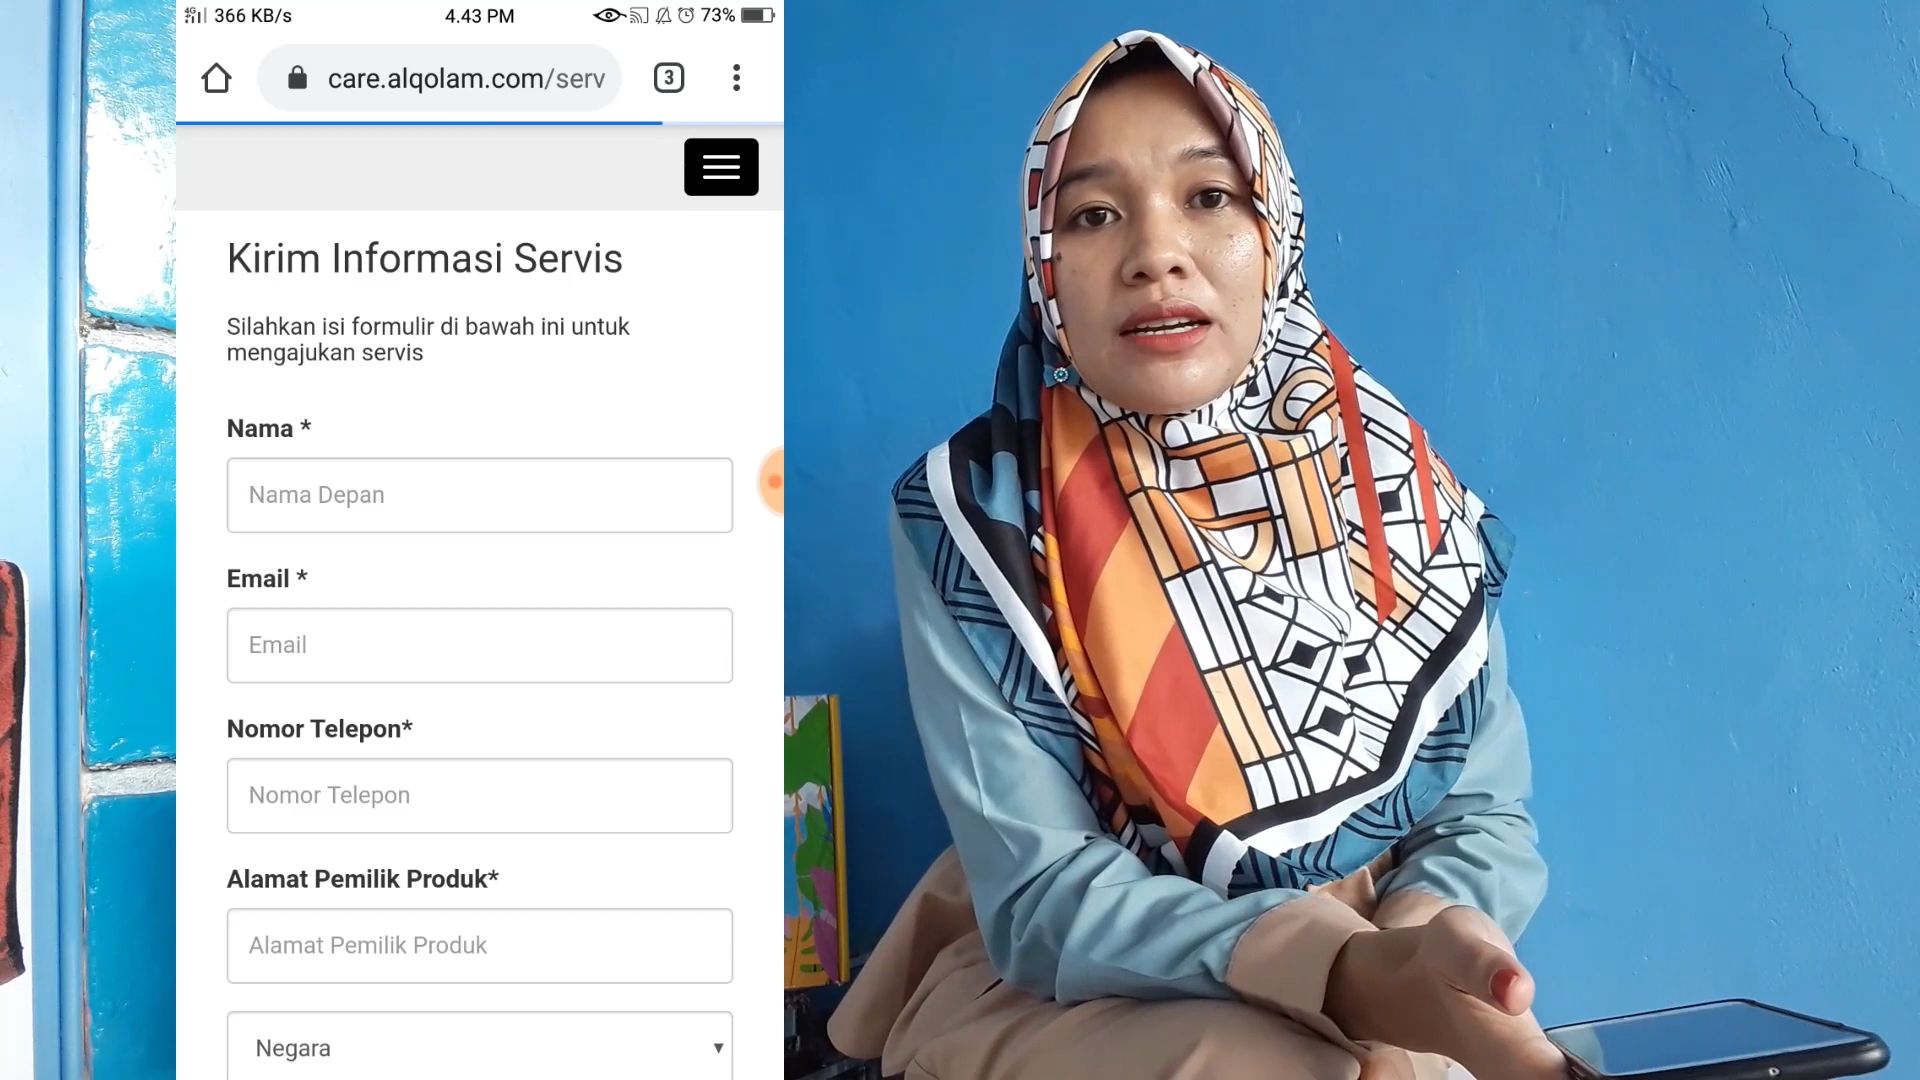 4G 366 KB/s 4.43 PM 73%
care.alqolam.com/serv 3
Kirim Informasi Servis
Silahkan isi formulir di bawah ini untuk
mengajukan servis
Nama *
Nama Depan
Email *
Email
Nomor Telepon*
Nomor Telepon
Alamat Pemilik Produk*
Alamat Pemilik Produk
Negara